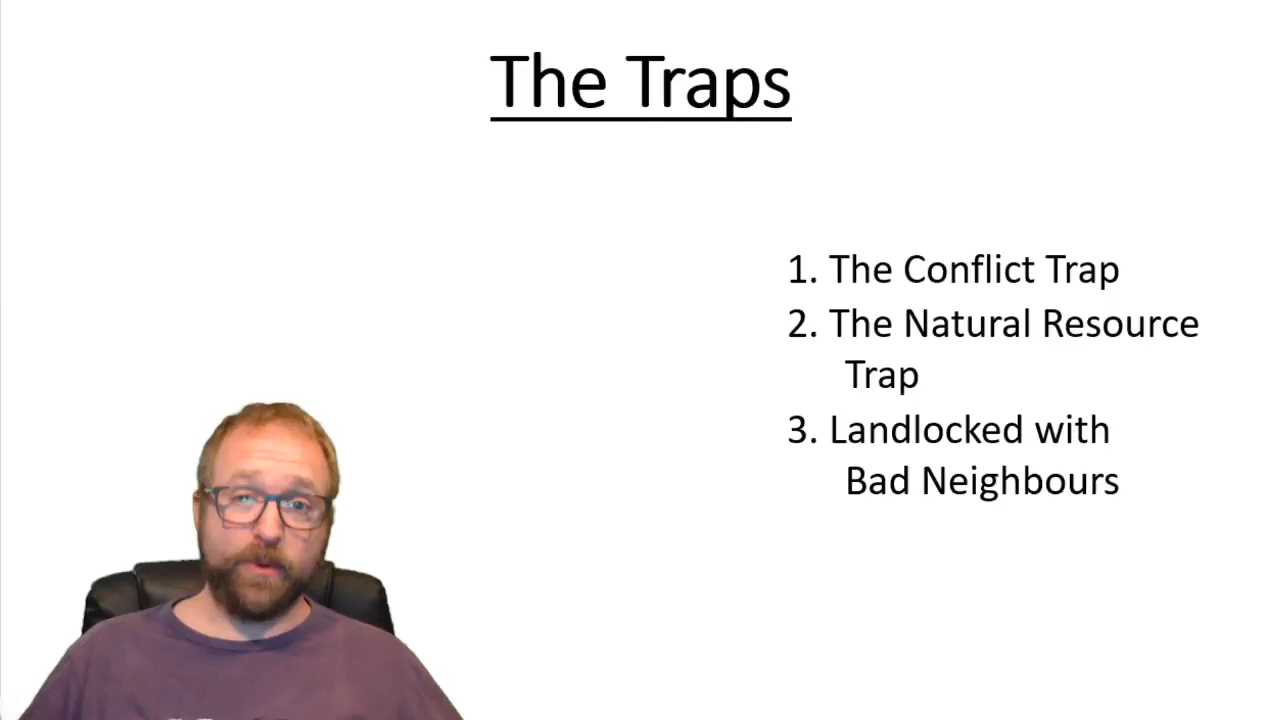 The Traps
1. The Conflict Trap
2. The Natural Resource
Trap
3. Landlocked with
Bad Neighbours